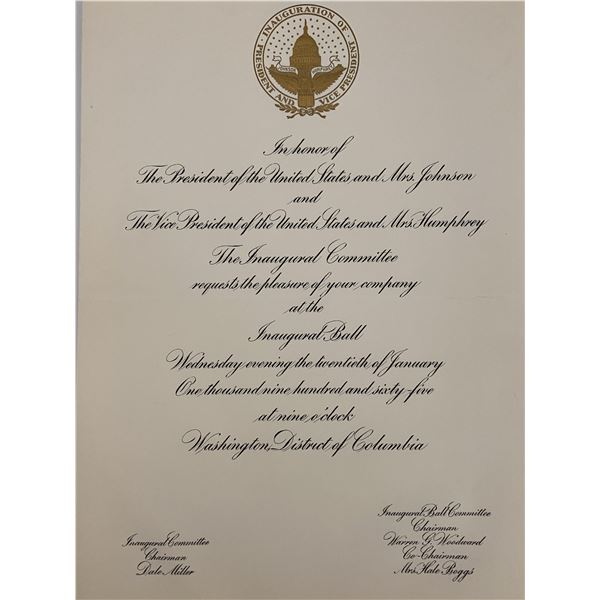 INAUGURATION OF
PRESIDENT AND VICE PRESIDENT
In honor of
The President of the United States and Mrs. Johnson
and
The Vice President of the United States and Mrs. Humphrey
The Inaugural Committee
requests the pleasure of your company
at the
Inaugural Ball
Wednesday evening the twentieth of January
One thousand nine hundred and sixty-five
at nine o'clock
Washington, District of Columbia
Inaugural Committee
Chairman
Dale Miller
Inaugural Ball Committee
Chairman
Warren G. Woodward
Co-Chairman
Mrs. Hale Boggs